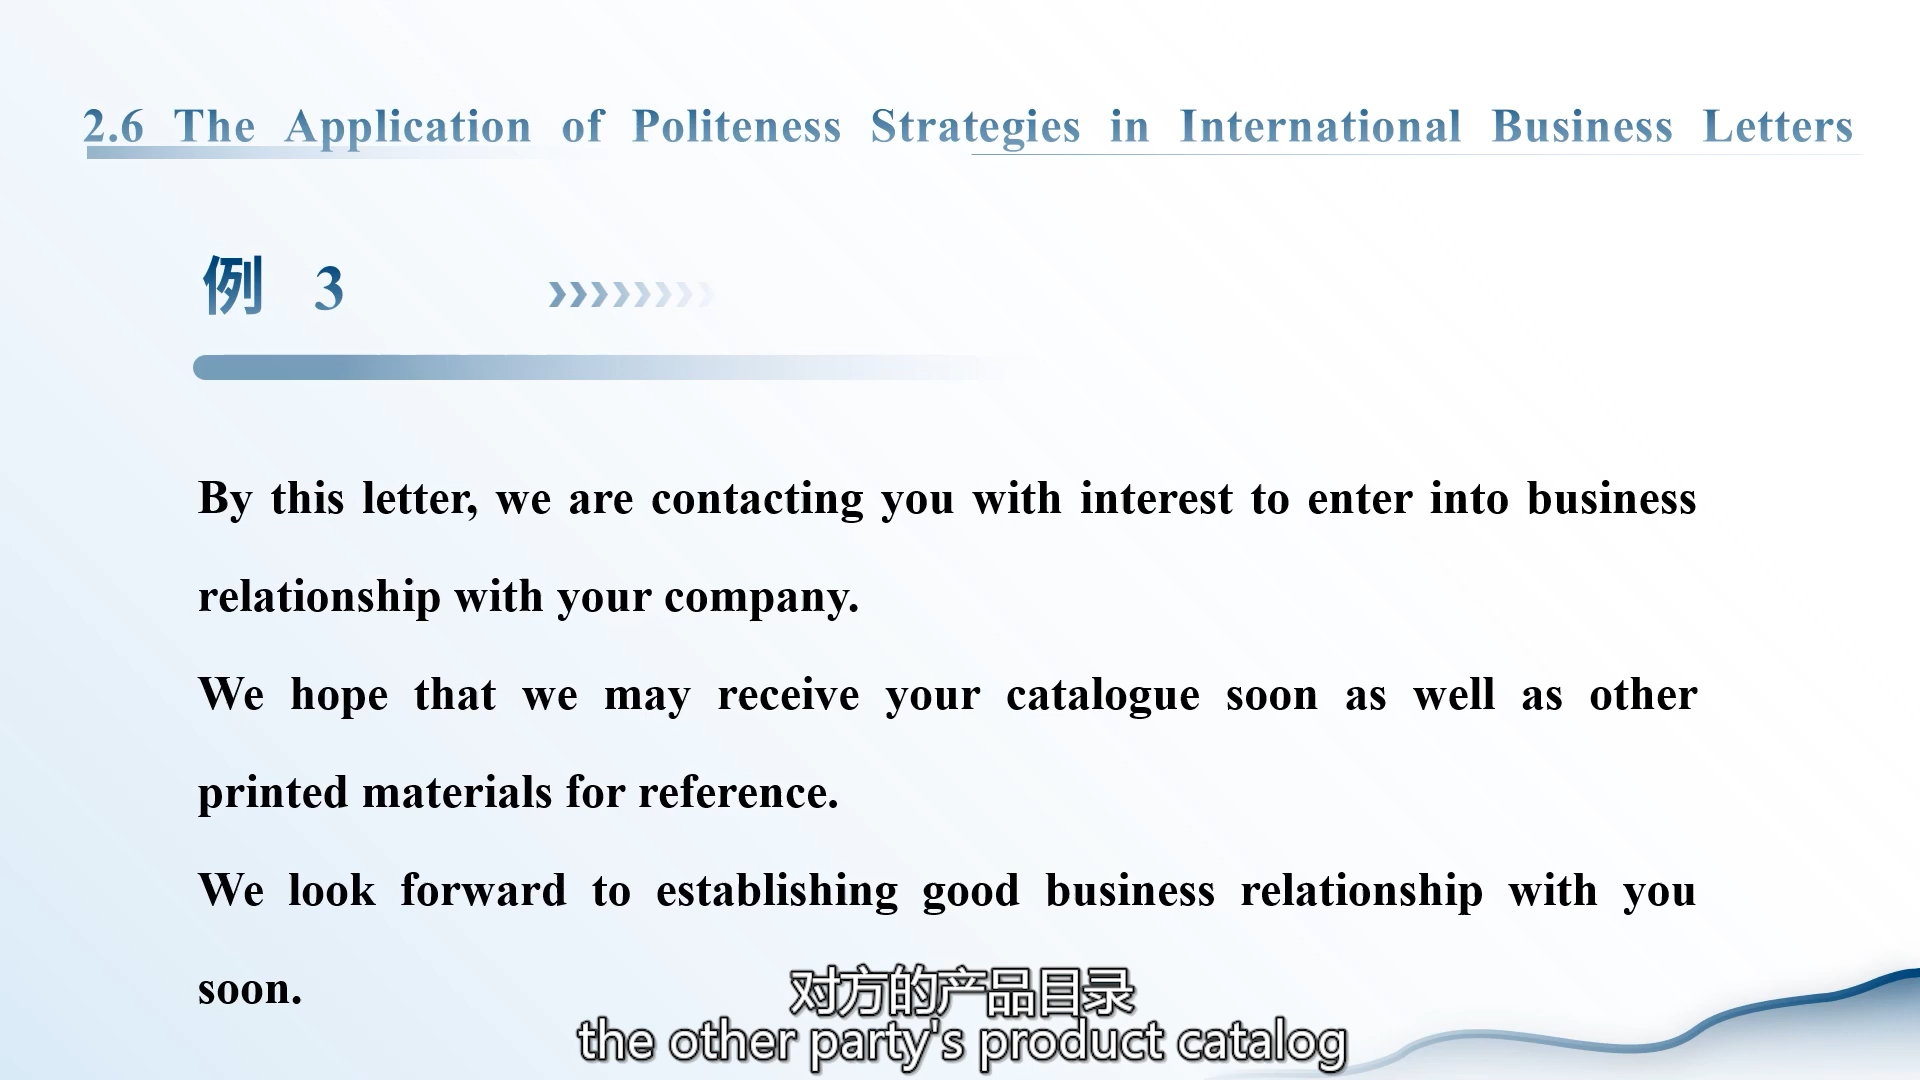 2.6 The Application of Politeness Strategies in International Business Letters
例 3
By this letter, we are contacting you with interest to enter into business
relationship with your company.
We hope that we may receive your catalogue soon as well as other
printed materials for reference.
We look forward to establishing good business relationship with you
soon.
对方的产品目录
the other party's product catalog